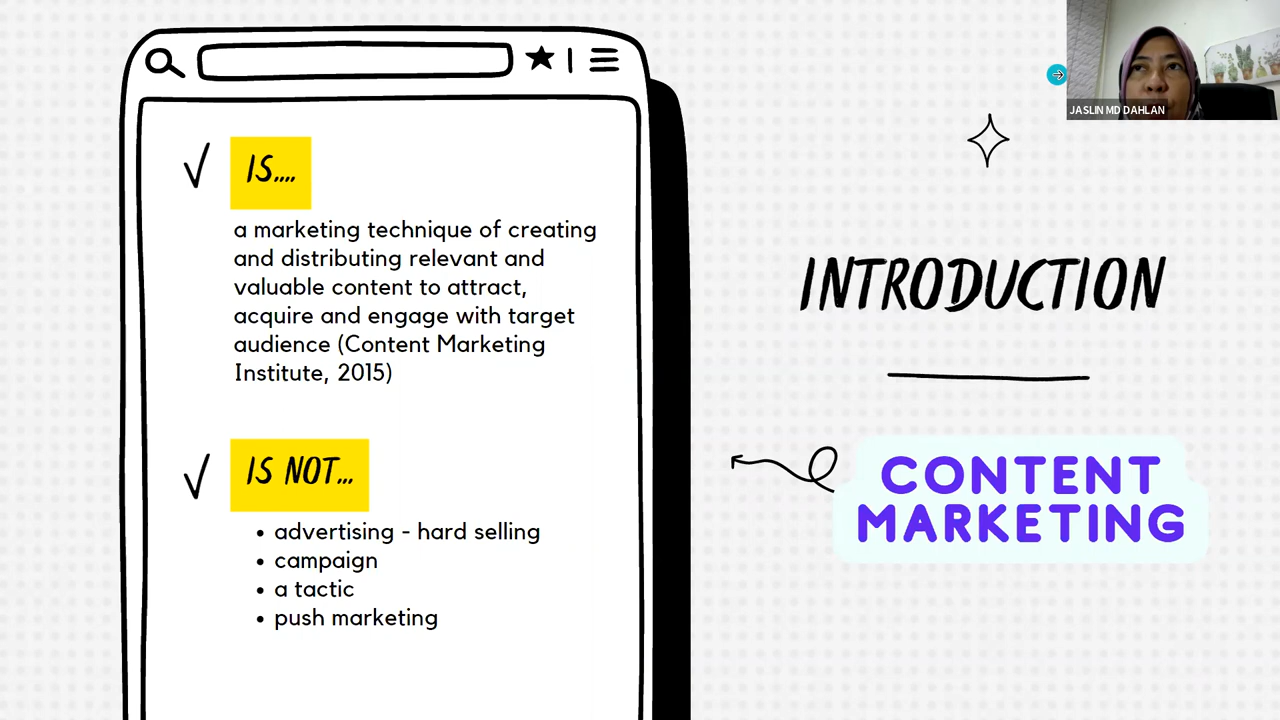 JASLIN MD DAHLAN
IS....
a marketing technique of creating
and distributing relevant and
valuable content to attract,
acquire and engage with target
audience (Content Marketing
Institute, 2015)
IS NOT...
• advertising - hard selling
• campaign
• a tactic
• push marketing
INTRODUCTION
CONTENT
MARKETING